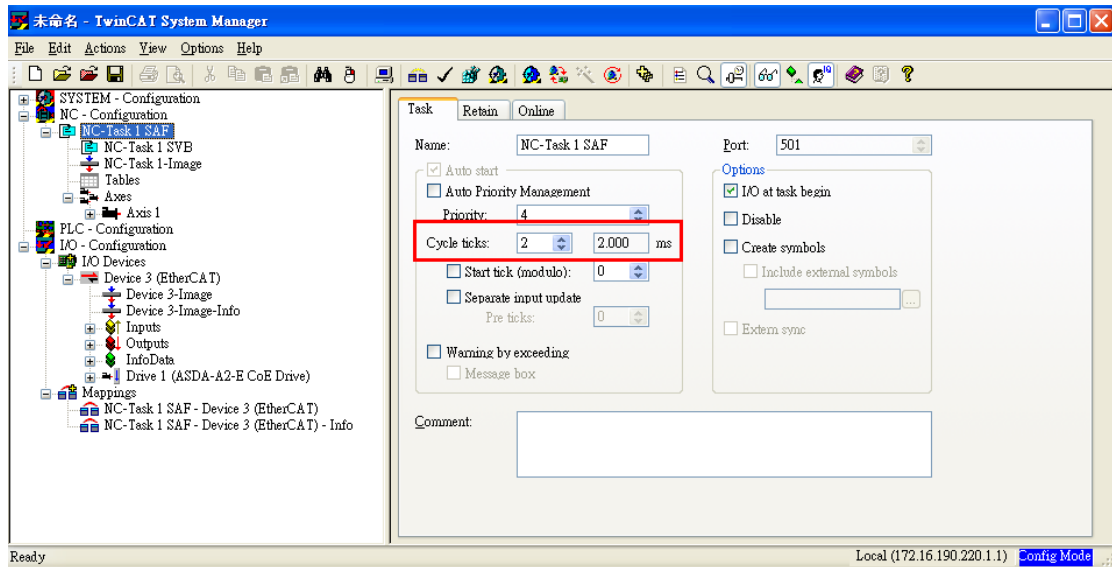 未命名 - TwinCAT System Manager
File Edit Actions View Options Help
SYSTEM - Configuration
NC - Configuration
NC-Task 1 SAF
NC-Task 1 SVB
NC-Task 1-Image
Tables
Axes
Axis 1
PLC - Configuration
I/O - Configuration
I/O Devices
Device 3 (EtherCAT)
Device 3-Image
Device 3-Image-Info
Inputs
Outputs
InfoData
Drive 1 (ASDA-A2-E CoE Drive)
Mappings
NC-Task 1 SAF - Device 3 (EtherCAT)
NC-Task 1 SAF - Device 3 (EtherCAT) - Info
Task Retain Online
Name: NC-Task 1 SAF
Auto start
Auto Priority Management
Priority: 4
Cycle ticks: 2 2.000 ms
Start tick (modulo): 0
Separate input update
Pre ticks: 0
Warning by exceeding
Message box
Port: 501
Options
I/O at task begin
Disable
Create symbols
Include external symbols
...
Extern sync
Comment:
Ready Local (172.16.190.220.1.1) Config Mode